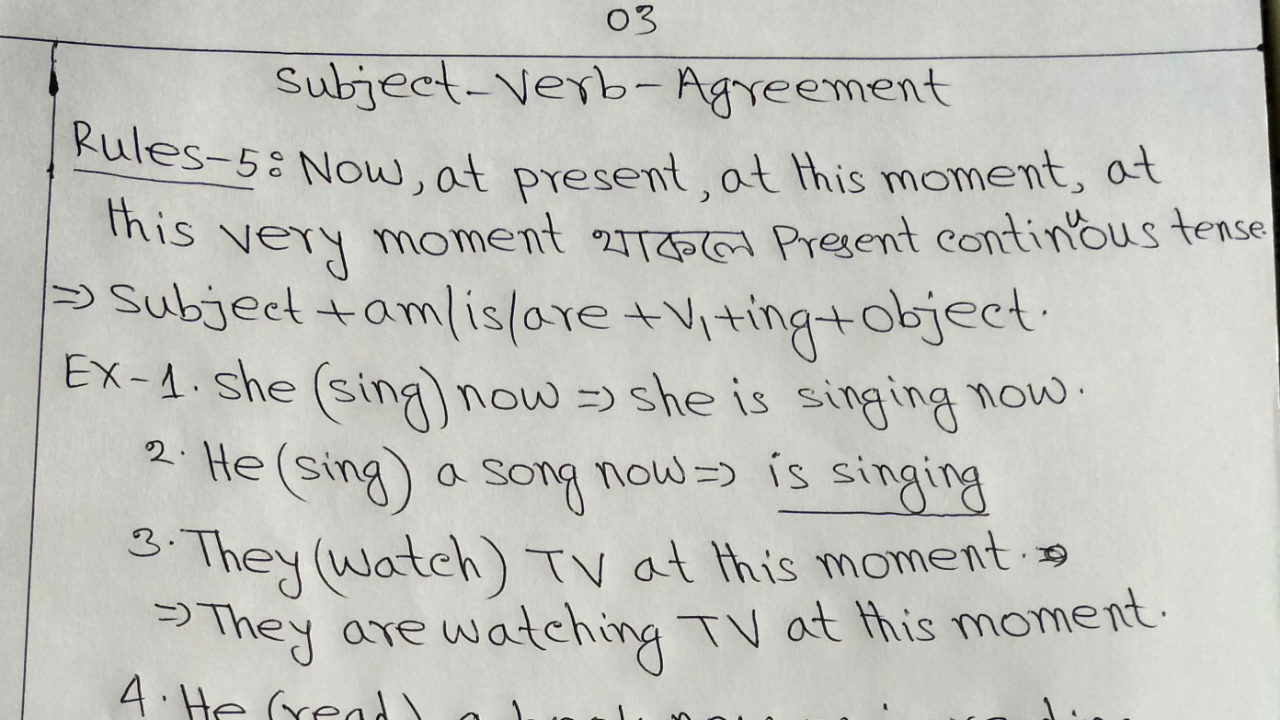 03
Subject-Verb-Agreement
Rules-5: Now, at present, at this moment, at
this very moment থাকলে Present continuous tense.
=> Subject + am/is/are + V₁+ing+object.
EX-1. She (sing) now => she is singing now.
2. He (sing) a song now => is singing
3. They (watch) TV at this moment.
=> They are watching TV at this moment.
4. He (read) a book now